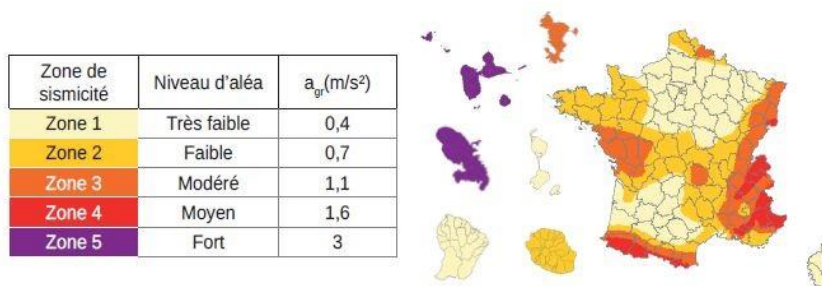 Zone de sismicité Niveau d'aléa a_gr(m/s²)
Zone 1 Très faible 0,4
Zone 2 Faible 0,7
Zone 3 Modéré 1,1
Zone 4 Moyen 1,6
Zone 5 Fort 3